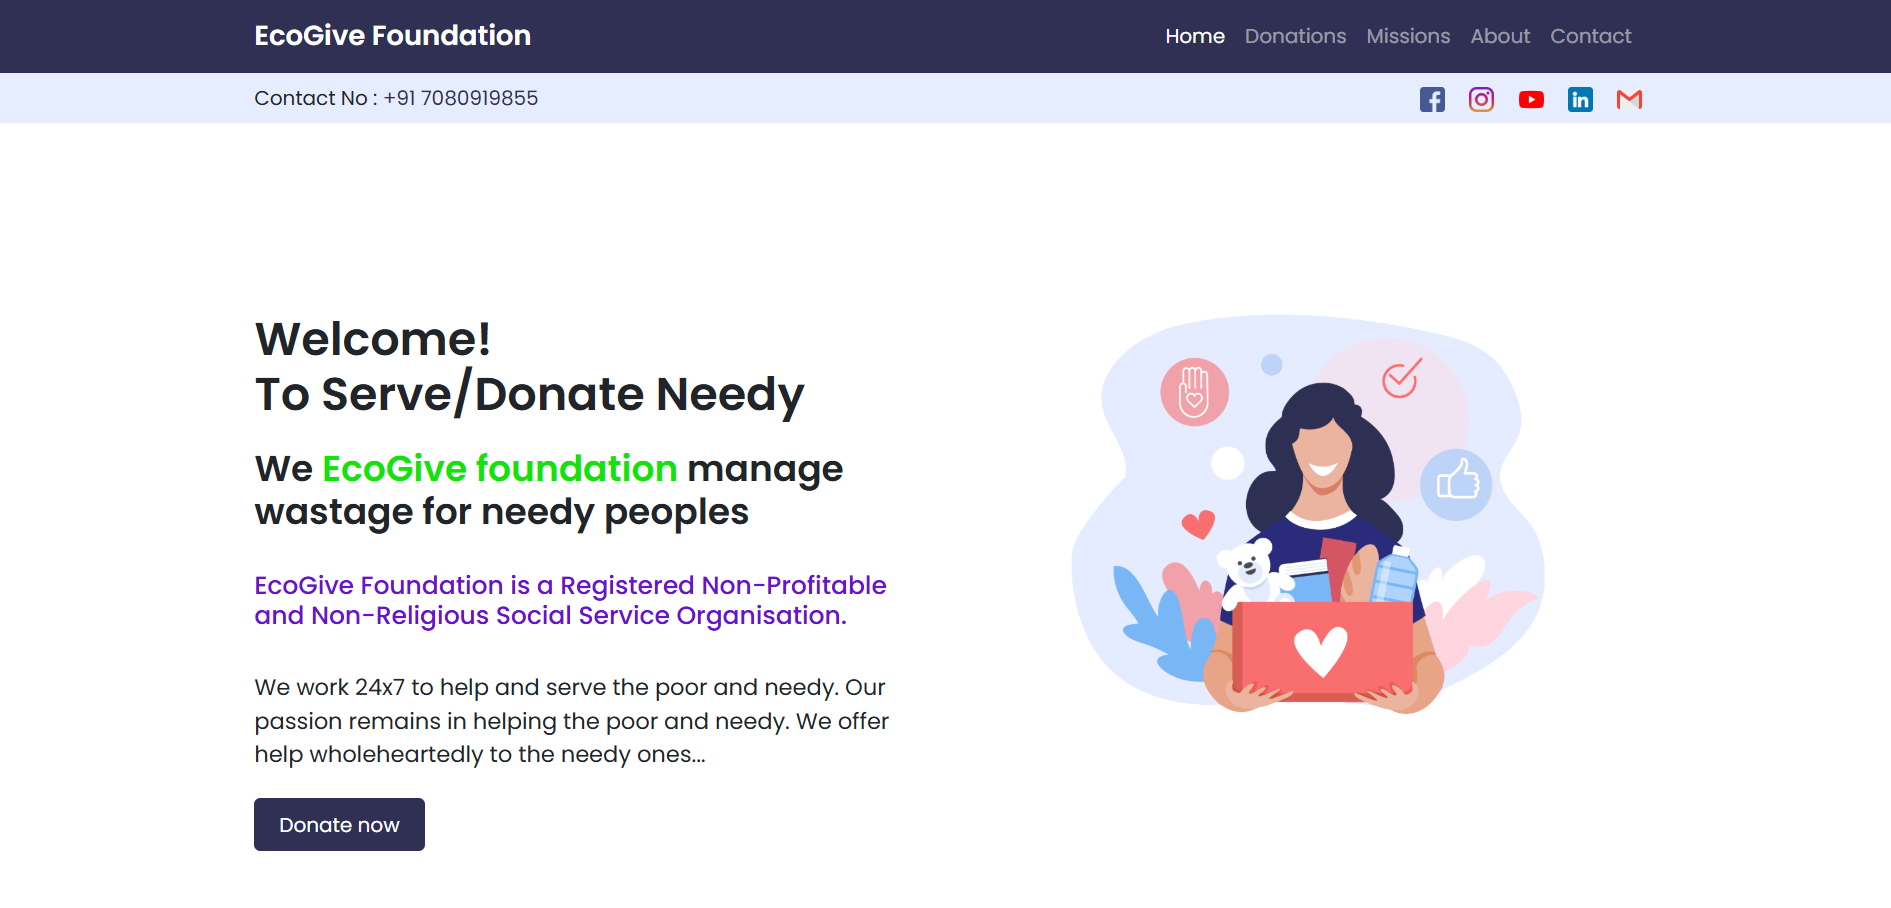 EcoGive Foundation
Home Donations Missions About Contact
Contact No : +91 7080919855
Welcome!
To Serve/Donate Needy
We EcoGive foundation manage
wastage for needy peoples
EcoGive Foundation is a Registered Non-Profitable
and Non-Religious Social Service Organisation.
We work 24x7 to help and serve the poor and needy. Our
passion remains in helping the poor and needy. We offer
help wholeheartedly to the needy ones...
Donate now